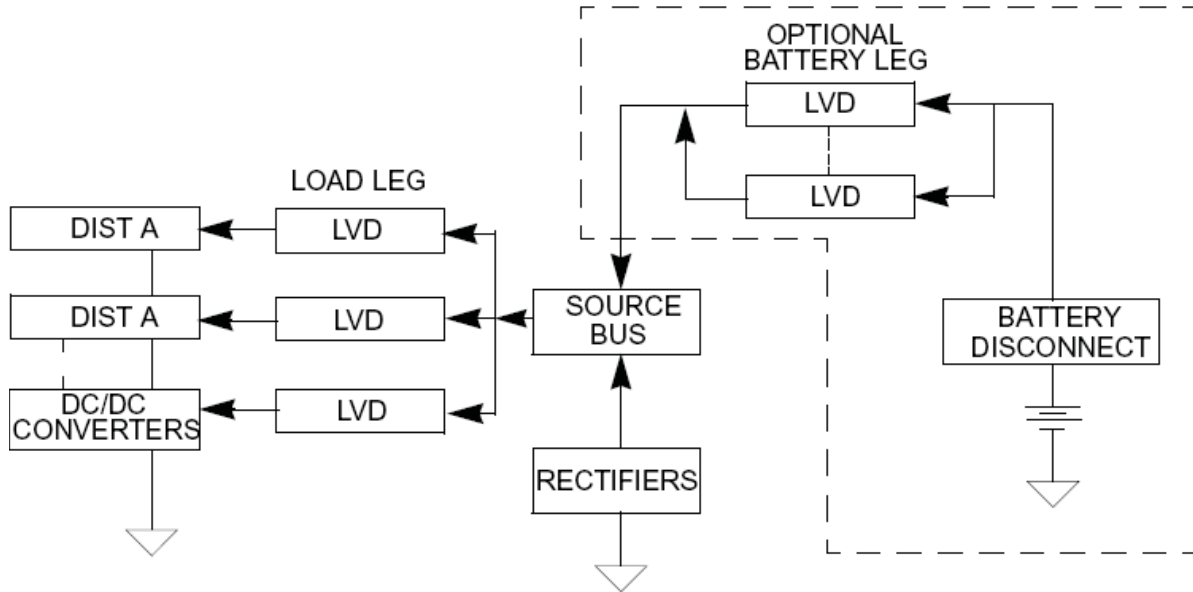 OPTIONAL
BATTERY LEG
LVD
LVD
LOAD LEG
DIST A
LVD
DIST A
LVD
SOURCE
BUS
BATTERY
DISCONNECT
DC/DC
CONVERTERS
LVD
RECTIFIERS